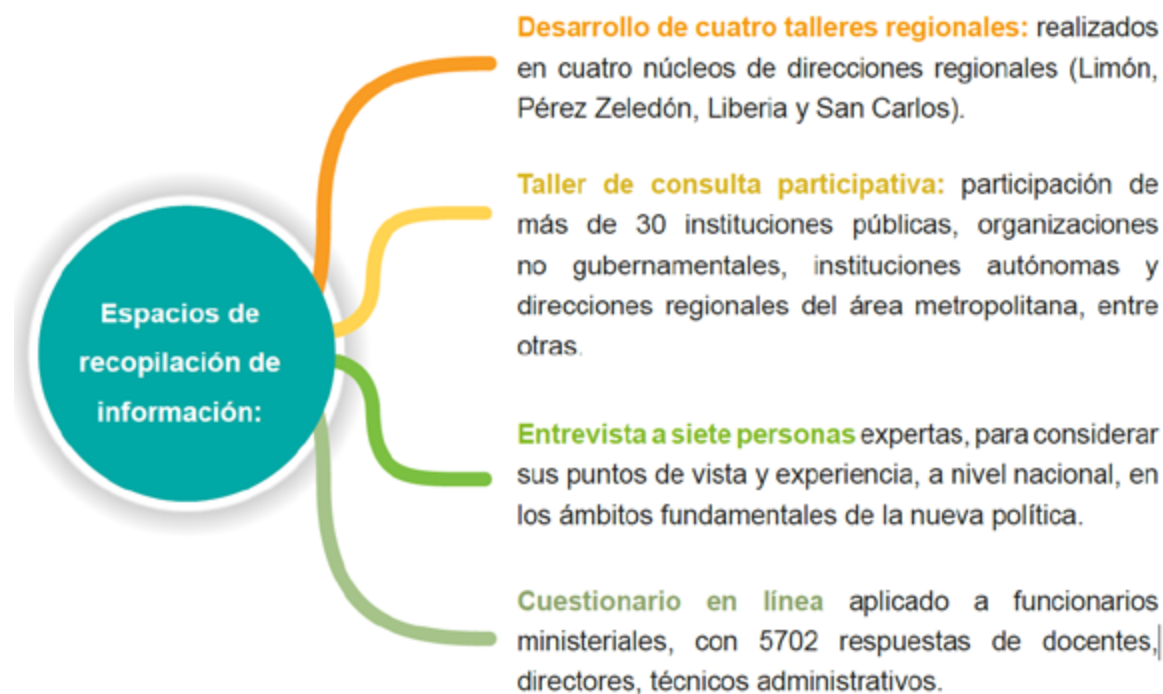 Espacios de
recopilación de
información:
Desarrollo de cuatro talleres regionales: realizados
en cuatro núcleos de direcciones regionales (Limón,
Pérez Zeledón, Liberia y San Carlos).
Taller de consulta participativa: participación de
más de 30 instituciones públicas, organizaciones
no gubernamentales, instituciones autónomas y
direcciones regionales del área metropolitana, entre
otras.
Entrevista a siete personas expertas, para considerar
sus puntos de vista y experiencia, a nivel nacional, en
los ámbitos fundamentales de la nueva política.
Cuestionario en línea aplicado a funcionarios
ministeriales, con 5702 respuestas de docentes,
directores, técnicos administrativos.